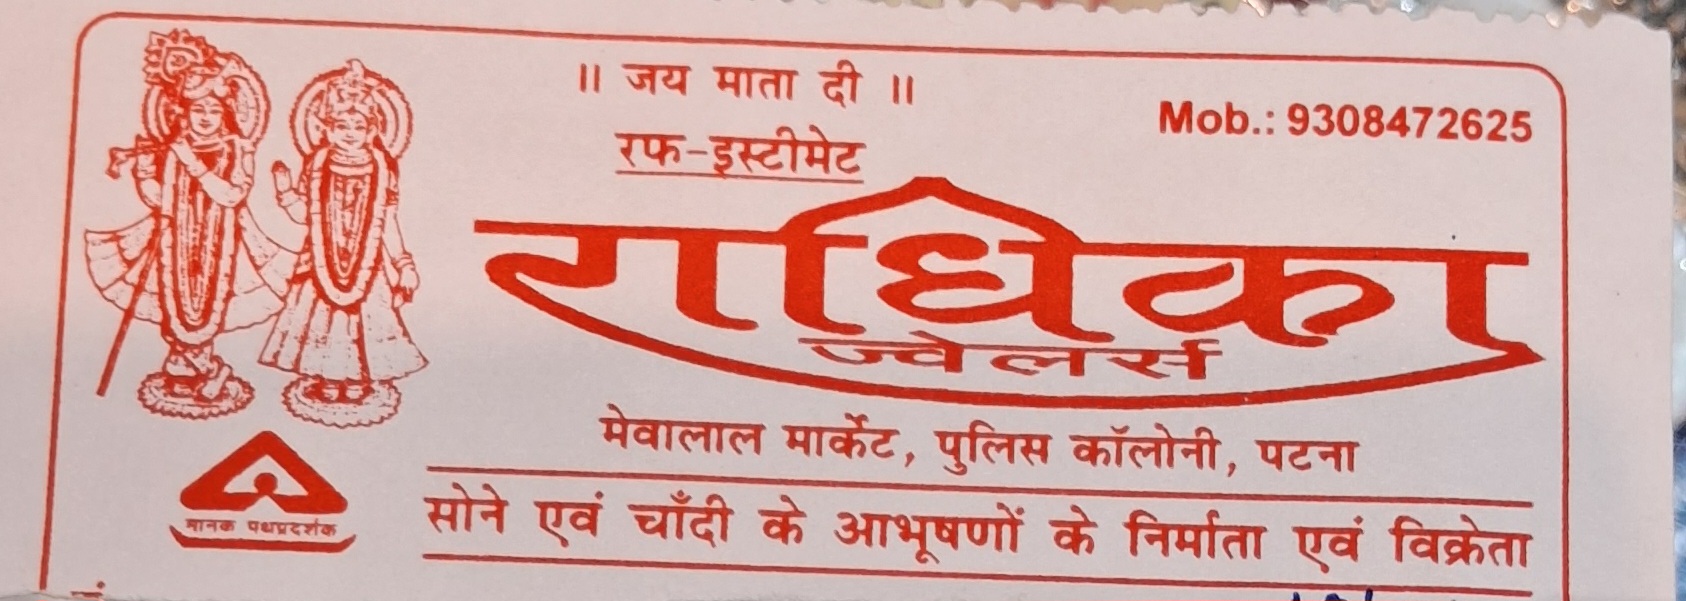 || जय माता दी ||
Mob.: 9308472625
रफ-इस्टीमेट
राधिका
ज्वेलर्स
मेवालाल मार्केट, पुलिस कॉलोनी, पटना
मानक पथप्रदर्शक
सोने एवं चाँदी के आभूषणों के निर्माता एवं विक्रेता